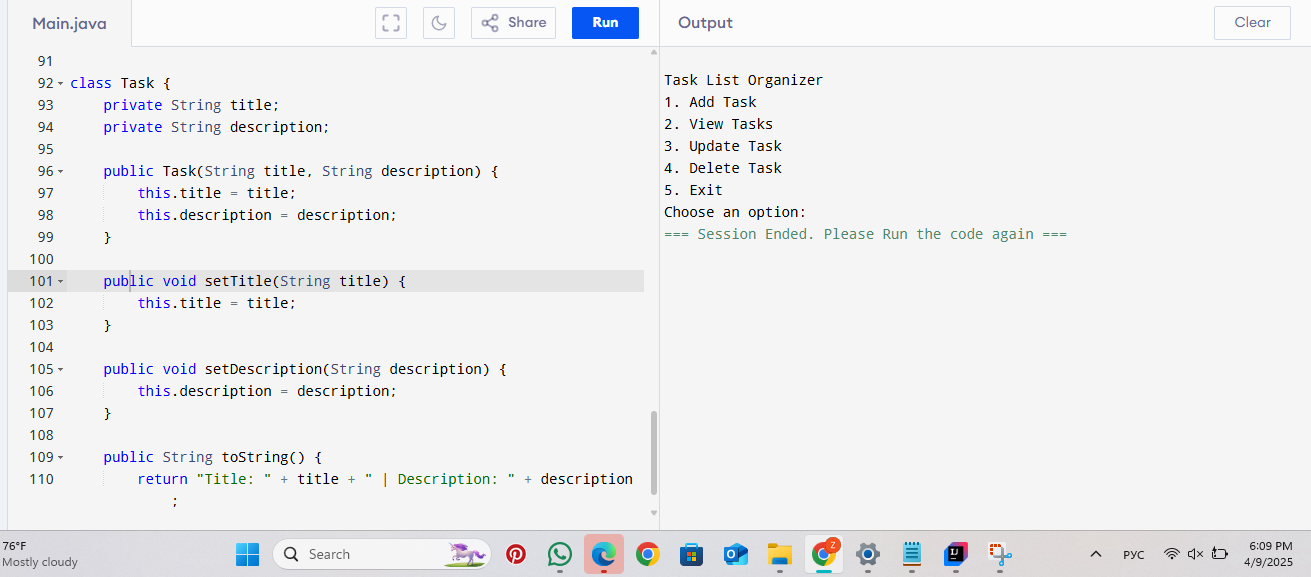 Main.java
Share
Run
Output
Clear
91
92 class Task {
93 private String title;
94 private String description;
95
96 public Task(String title, String description) {
97 this.title = title;
98 this.description = description;
99 }
100
101 public void setTitle(String title) {
102 this.title = title;
103 }
104
105 public void setDescription(String description) {
106 this.description = description;
107 }
108
109 public String toString() {
110 return "Title: " + title + " | Description: " + description
;
Task List Organizer
1. Add Task
2. View Tasks
3. Update Task
4. Delete Task
5. Exit
Choose an option:
=== Session Ended. Please Run the code again ===
76°F
Mostly cloudy
Search
Z
IJ
РУС
6:09 PM
4/9/2025